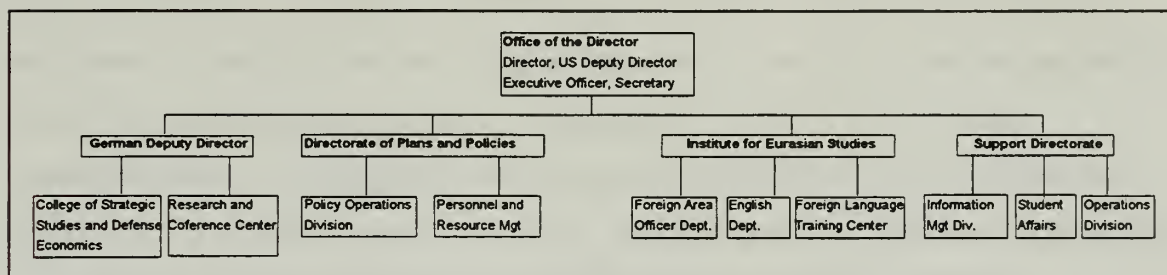 Office of the Director
Director, US Deputy Director
Executive Officer, Secretary
German Deputy Director
Directorate of Plans and Policies
Institute for Eurasian Studies
Support Directorate
College of Strategic
Studies and Defense
Economics
Research and
Coference Center
Policy Operations
Division
Personnel and
Resource Mgt
Foreign Area
Officer Dept.
English
Dept.
Foreign Language
Training Center
Information
Mgt Div.
Student
Affairs
Operations
Division